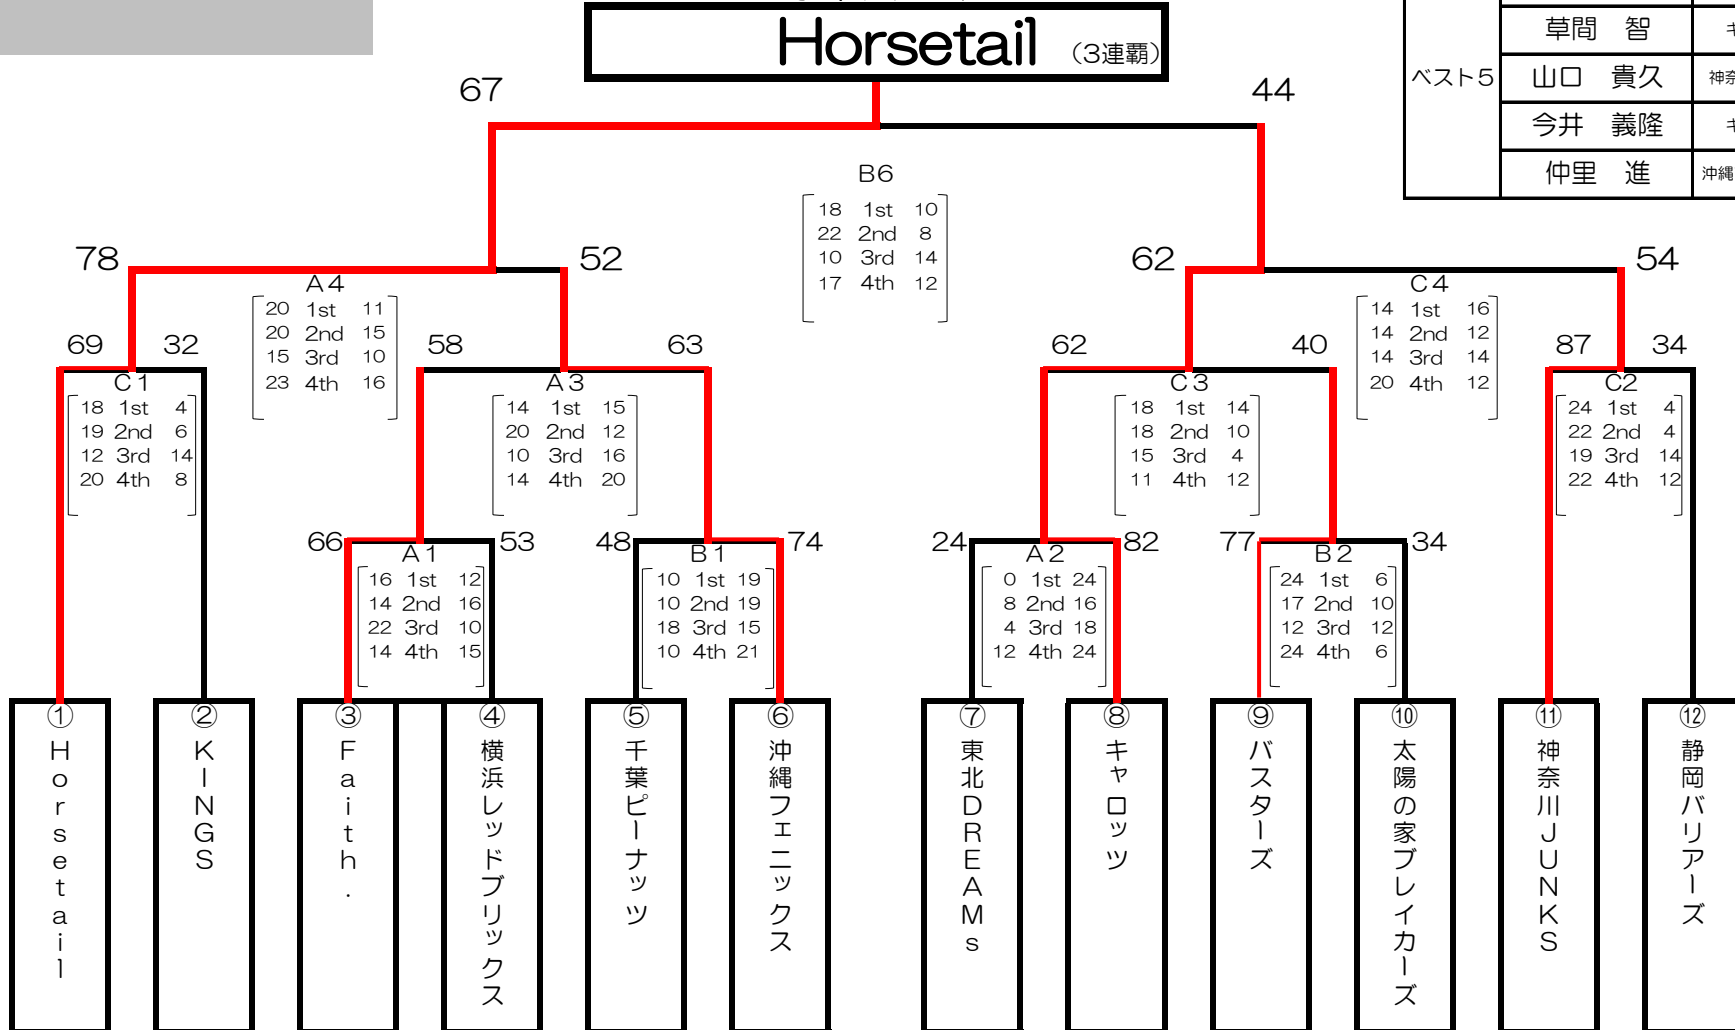 Horsetail （3連覇）
草間　智
ベスト5
山口　貴久
今井　義隆
仲里　進
沖縄
67
44
B6
18 1st 10
22 2nd 8
10 3rd 14
17 4th 12
78
52
A4
20 1st 11
20 2nd 15
15 3rd 10
23 4th 16
62
54
C4
14 1st 16
14 2nd 12
14 3rd 14
20 4th 12
69
32
C1
18 1st 4
19 2nd 6
12 3rd 14
20 4th 8
58
63
A3
14 1st 15
20 2nd 12
10 3rd 16
14 4th 20
62
40
C3
18 1st 14
18 2nd 10
15 3rd 4
11 4th 12
87
34
C2
24 1st 4
22 2nd 4
19 3rd 14
22 4th 12
66
53
A1
16 1st 12
14 2nd 16
22 3rd 10
14 4th 15
48
74
B1
10 1st 19
10 2nd 19
18 3rd 15
10 4th 21
24
82
A2
0 1st 24
8 2nd 16
4 3rd 18
12 4th 24
77
34
B2
24 1st 6
17 2nd 10
12 3rd 12
24 4th 6
①Horsetail
②KINGS
③Faith.
④横浜レッドブリックス
⑤千葉ピーナッツ
⑥沖縄フェニックス
⑦東北DREAMs
⑧キャロッツ
⑨バスターズ
⑩太陽の家ブレイカーズ
⑪神奈川JUNKS
⑫静岡バリアーズ